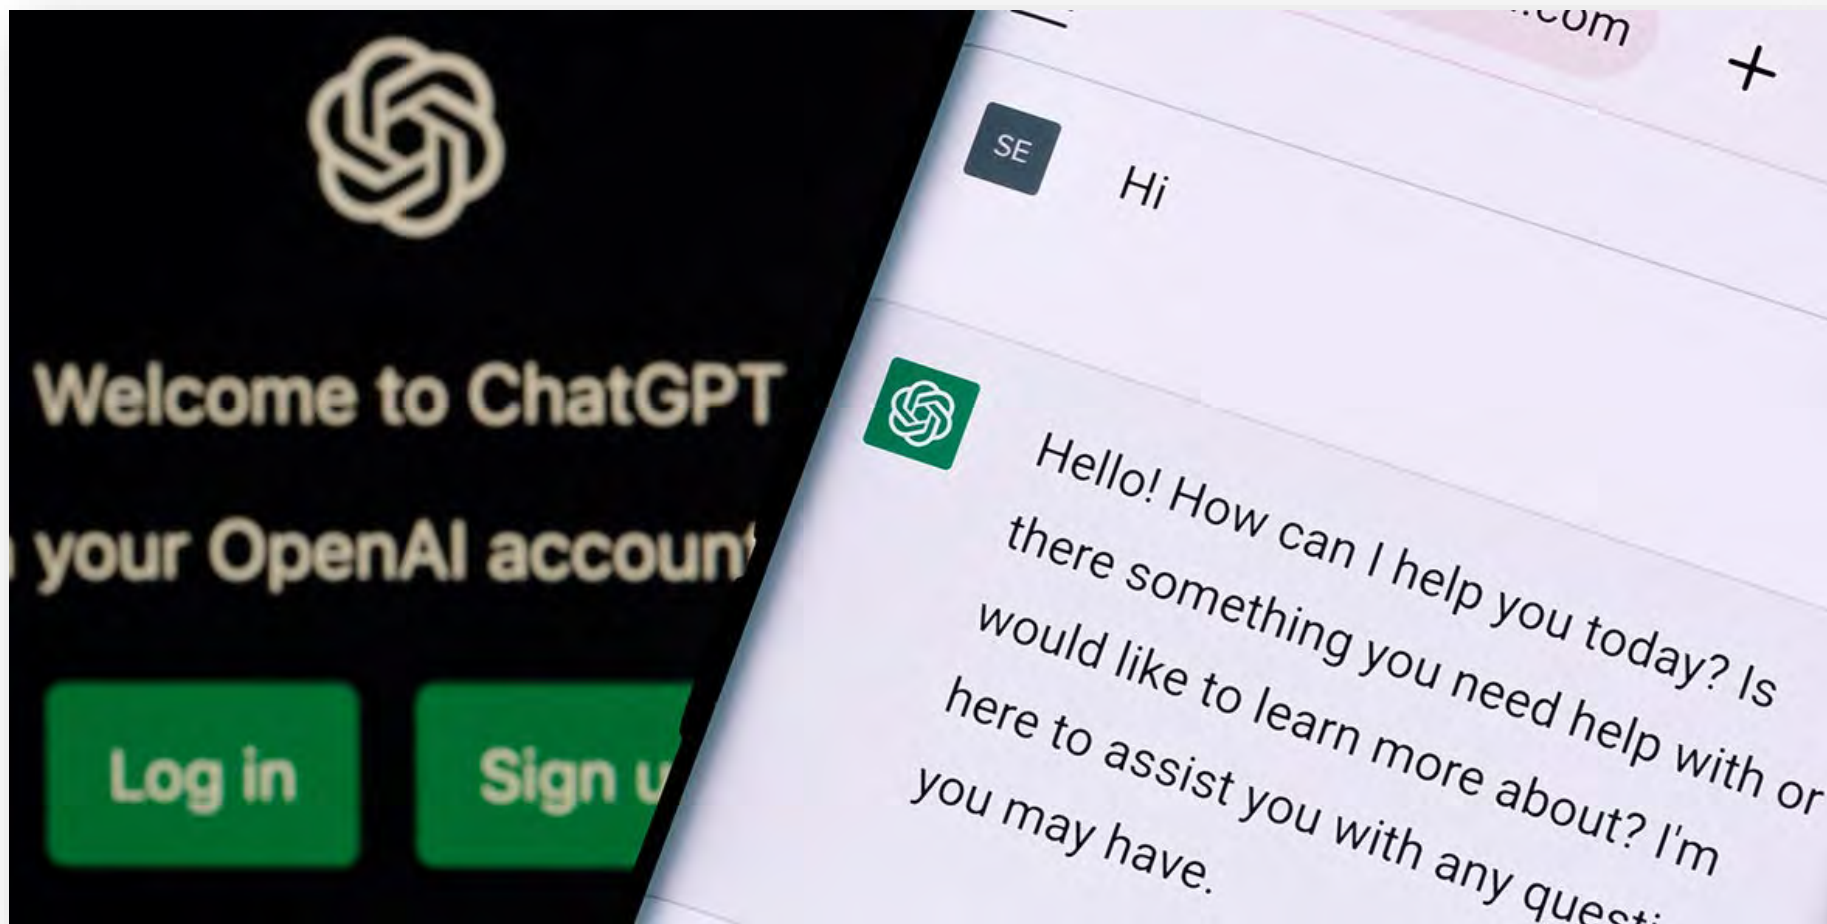 Welcome to ChatGPT
your OpenAI account
Log in
Sign u
.com
+
SE
Hi
Hello! How can I help you today? Is
there something you need help with or
would like to learn more about? I'm
here to assist you with any questi
you may have.